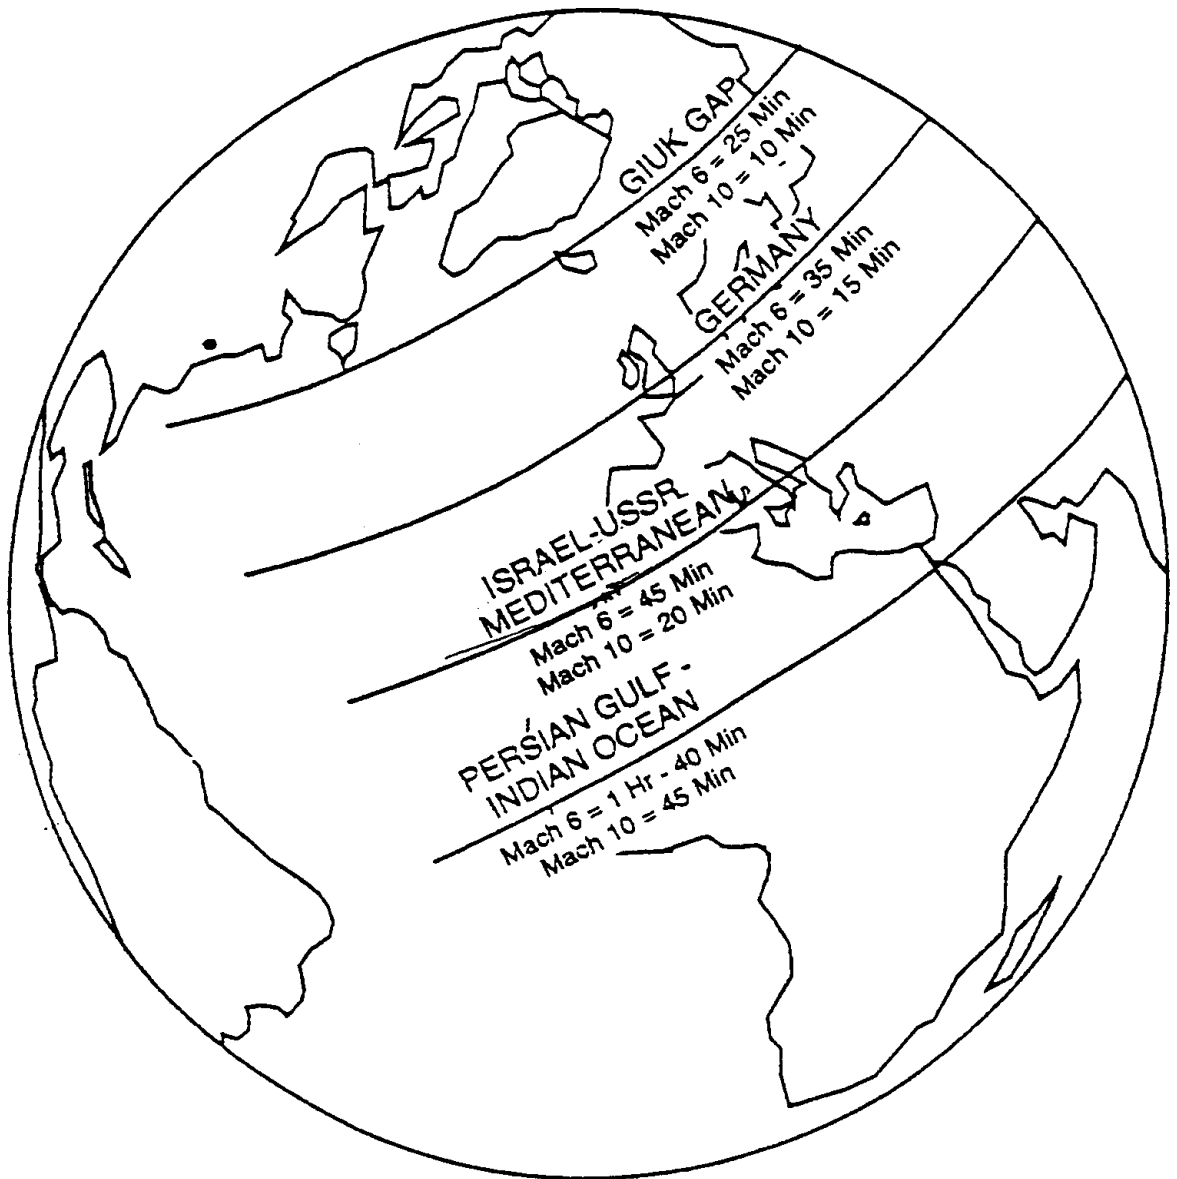 GIUK GAP
Mach 6 = 25 Min
Mach 10 = 10 Min
GERMANY
Mach 6 = 35 Min
Mach 10 = 15 Min
ISRAEL-USSR
MEDITERRANEAN
Mach 6 = 45 Min
Mach 10 = 20 Min
PERSIAN GULF -
INDIAN OCEAN
Mach 6 = 1 Hr - 40 Min
Mach 10 = 45 Min